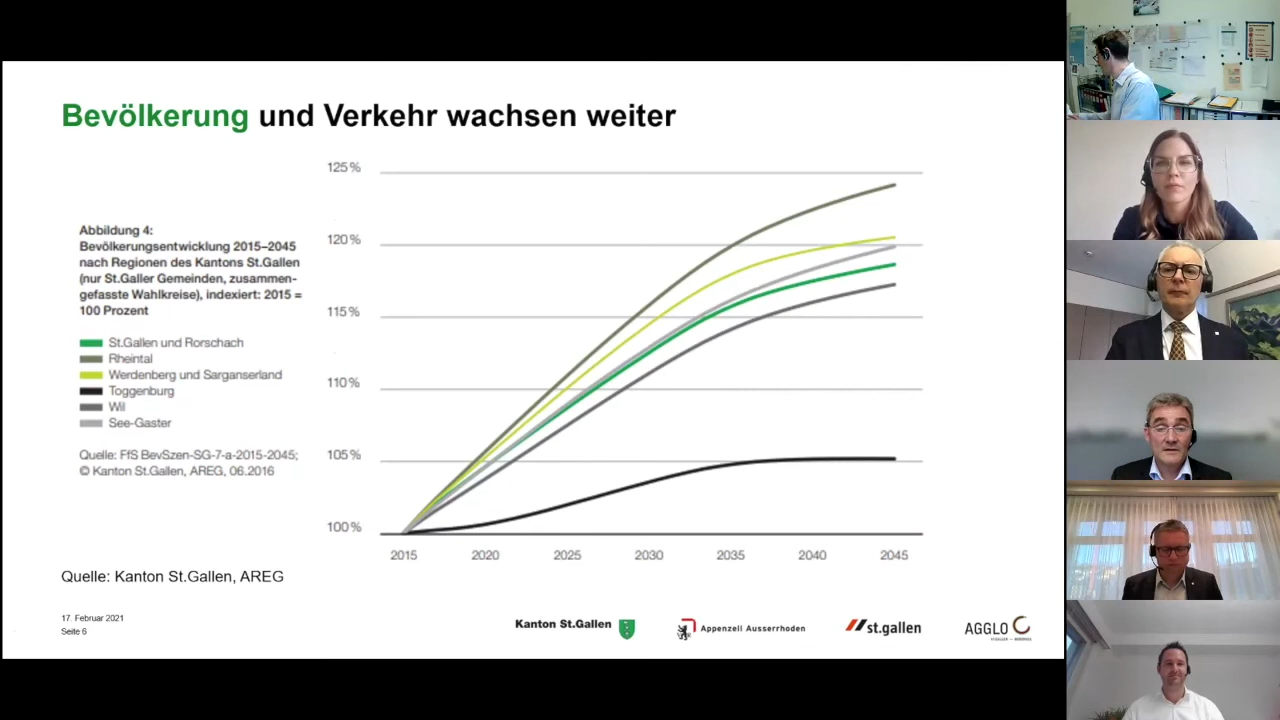 Bevölkerung und Verkehr wachsen weiter
Abbildung 4:
Bevölkerungsentwicklung 2015–2045
nach Regionen des Kantons St.Gallen
(nur St.Galler Gemeinden, zusammen-
gefasste Wahlkreise), indexiert: 2015 =
100 Prozent
St.Gallen und Rorschach
Rheintal
Werdenberg und Sarganserland
Toggenburg
Wil
See-Gaster
Quelle: FfS BevSzen-SG-7-a-2015-2045;
© Kanton St.Gallen, AREG, 06.2016
125 %
120 %
115 %
110 %
105 %
100 %
2015 2020 2025 2030 2035 2040 2045
Quelle: Kanton St.Gallen, AREG
17. Februar 2021
Seite 6
Kanton St.Gallen
Appenzell Ausserrhoden
st.gallen
AGGLO